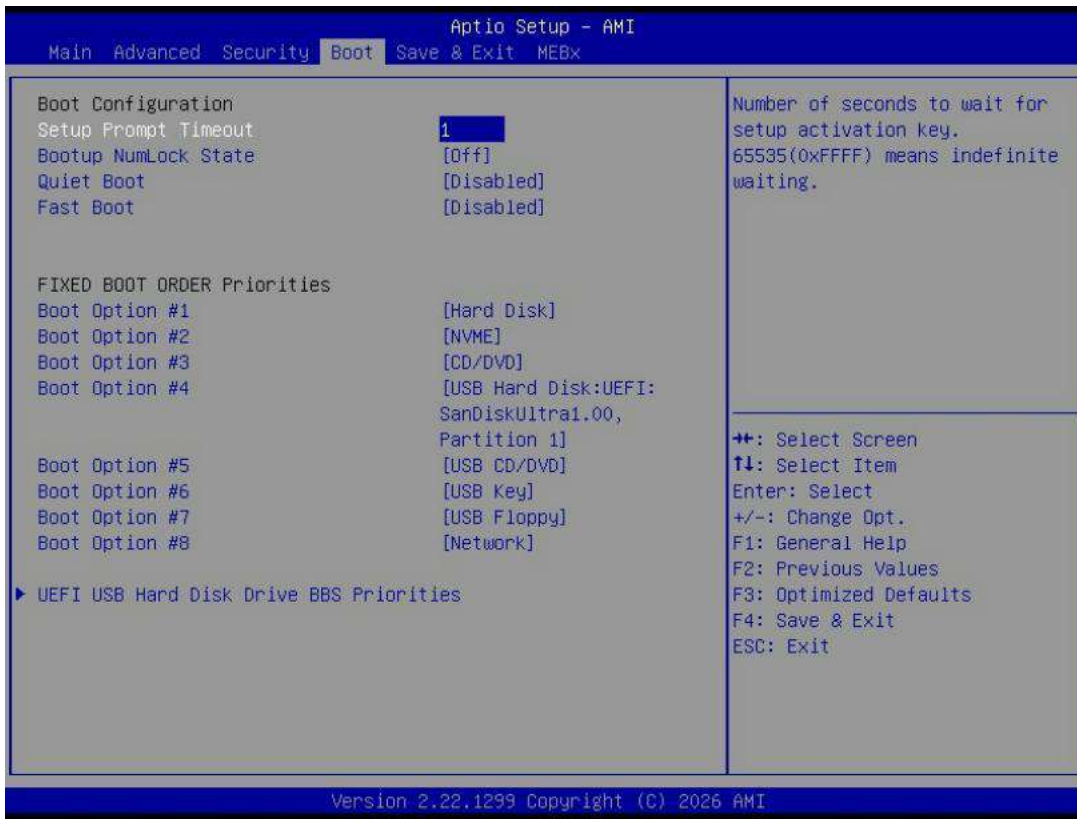 Aptio Setup - AMI
Main Advanced Security Boot Save & Exit MEBx
Boot Configuration
Setup Prompt Timeout 1
Bootup NumLock State [Off]
Quiet Boot [Disabled]
Fast Boot [Disabled]
FIXED BOOT ORDER Priorities
Boot Option #1 [Hard Disk]
Boot Option #2 [NVME]
Boot Option #3 [CD/DVD]
Boot Option #4 [USB Hard Disk:UEFI:
SanDiskUltra1.00,
Partition 1]
Boot Option #5 [USB CD/DVD]
Boot Option #6 [USB Key]
Boot Option #7 [USB Floppy]
Boot Option #8 [Network]
UEFI USB Hard Disk Drive BBS Priorities
Number of seconds to wait for
setup activation key.
65535(0xFFFF) means indefinite
waiting.
→←: Select Screen
↑↓: Select Item
Enter: Select
+/-: Change Opt.
F1: General Help
F2: Previous Values
F3: Optimized Defaults
F4: Save & Exit
ESC: Exit
Version 2.22.1299 Copyright (C) 2026 AMI